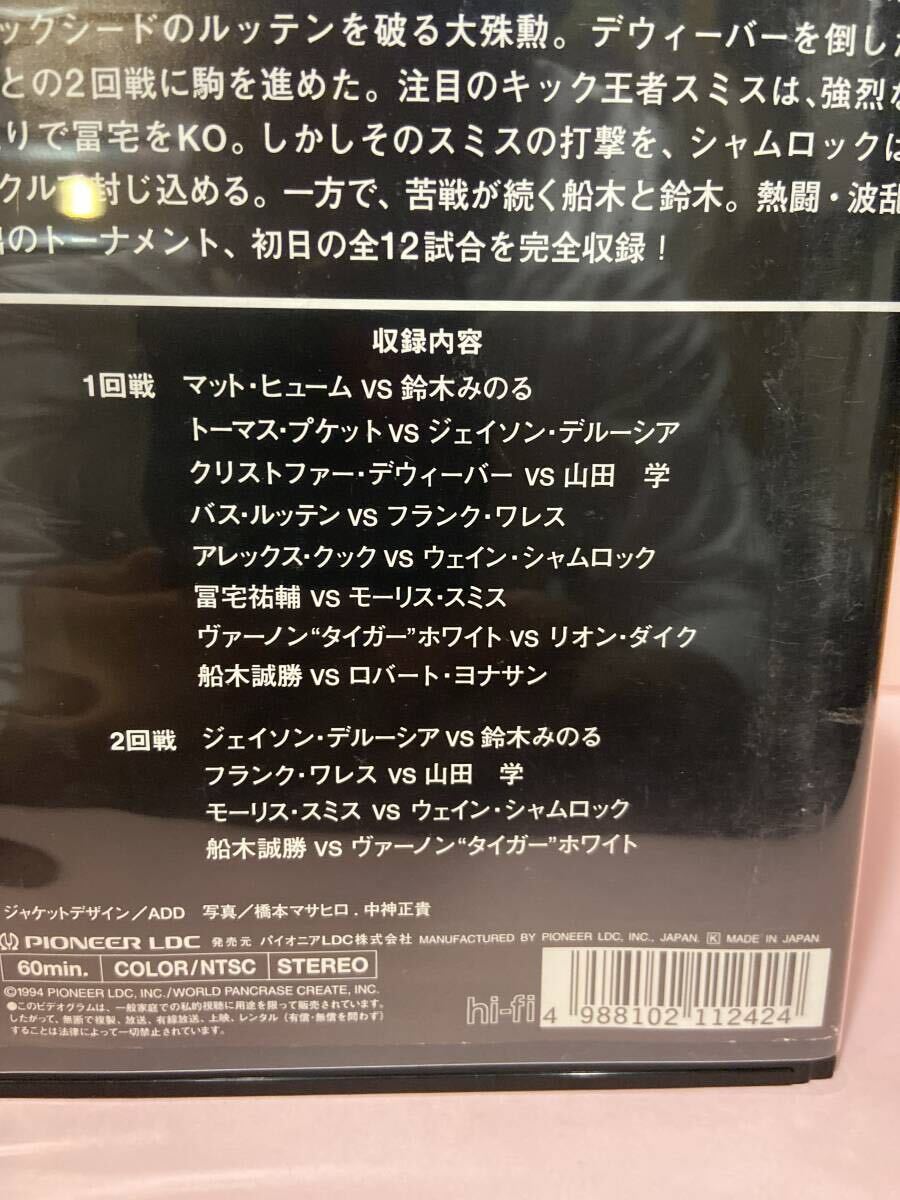 ックシードのルッテンを破る大殊勲。デウィーバーを倒した
との2回戦に駒を進めた。注目のキック王者スミスは、強烈な
りで冨宅をKO。しかしそのスミスの打撃を、シャムロックは
クルで封じ込める。一方で、苦戦が続く船木と鈴木。熱闘・波乱
のトーナメント、初日の全12試合を完全収録！
収録内容
1回戦 マット・ヒューム VS 鈴木みのる
トーマス・プケット VS ジェイソン・デルーシア
クリストファー・デウィーバー VS 山田 学
バス・ルッテン VS フランク・ワレス
アレックス・クック VS ウェイン・シャムロック
冨宅祐輔 VS モーリス・スミス
ヴァーノン“タイガー”ホワイト VS リオン・ダイク
船木誠勝 VS ロバート・ヨナサン
2回戦 ジェイソン・デルーシア VS 鈴木みのる
フランク・ワレス VS 山田 学
モーリス・スミス VS ウェイン・シャムロック
船木誠勝 VS ヴァーノン“タイガー”ホワイト
ジャケットデザイン／ADD 写真／橋本マサヒロ．中神正貴
PIONEER LDC 発売元 パイオニアLDC株式会社 MANUFACTURED BY PIONEER LDC, INC., JAPAN. K MADE IN JAPAN
60min. COLOR/NTSC STEREO
©1994 PIONEER LDC, INC./WORLD PANCRASE CREATE, INC.
●このビデオグラムは、一般家庭での私的視聴に用途を限って販売されています。
したがって、無断で複製、放送、有線放送、上映、レンタル（有償・無償を問わず）
することは法律によって一切禁止されています。
hi-fi
4 988102 112424